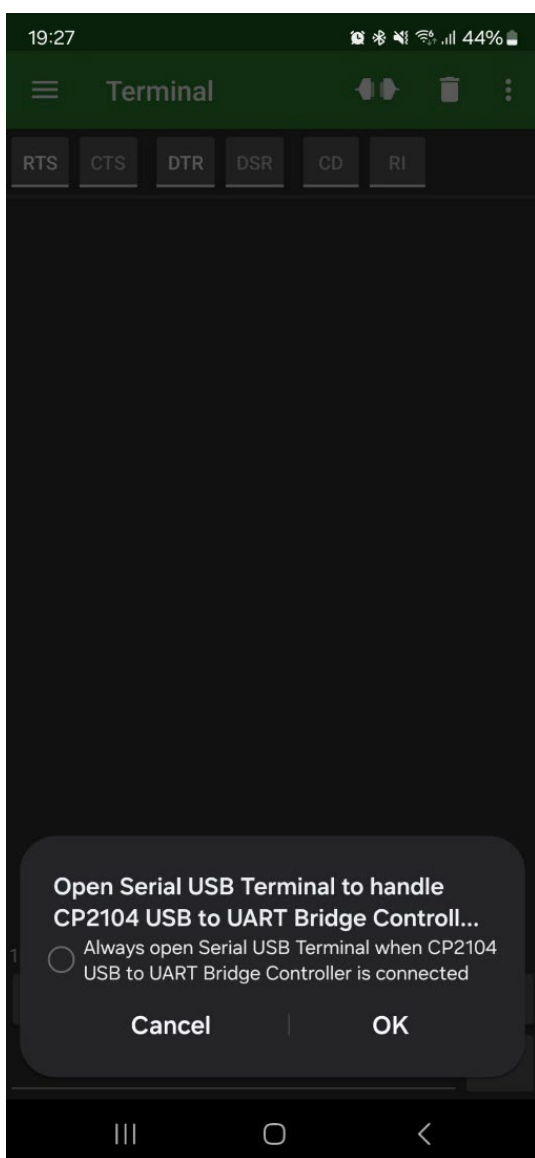 19:27
44%
Terminal
RTS CTS DTR DSR CD RI
Open Serial USB Terminal to handle
CP2104 USB to UART Bridge Controll...
Always open Serial USB Terminal when CP2104
USB to UART Bridge Controller is connected
Cancel OK